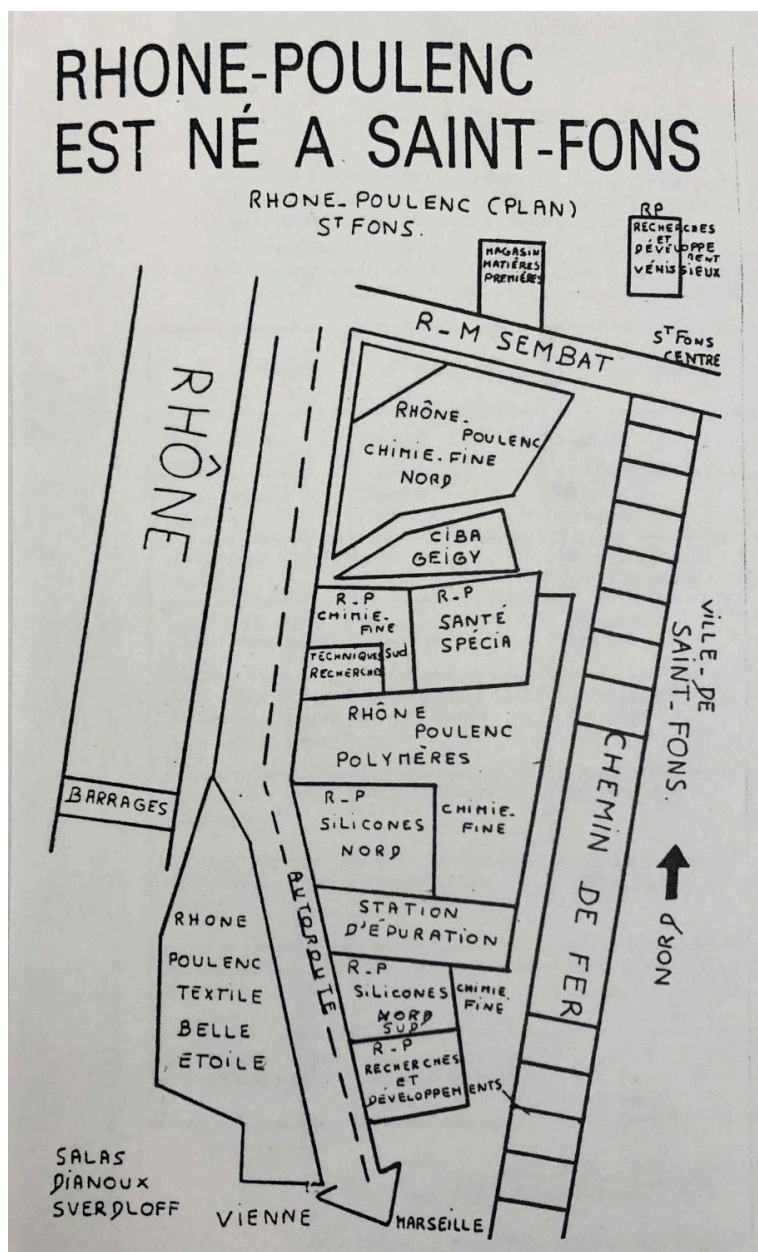 RHONE-POULENC
EST NÉ A SAINT-FONS
RHONE-POULENC (PLAN)
ST FONS.
MAGASIN
MATIÈRES
PREMIÈRES
RP
RECHERCHES
ET
DÉVELOPPE
MENT
VÉNISSIEUX
R-M SEMBAT
ST FONS
CENTRE
RHÔNE
RHÔNE-
POULENC
CHIMIE-FINE
NORD
CIBA
GEIGY
R-P
CHIMIE-
FINE
SUD
TECHNIQUES
RECHERCHE
R-P
SANTÉ
SPÉCIA
VILLE-DE
SAINT-FONS.
RHÔNE
POULENC
POLYMÈRES
BARRAGES
R-P
SILICONES
NORD
CHIMIE-
FINE
CHEMIN DE FER
STATION
D'ÉPURATION
AUTOROUTE
RHONE
POULENC
TEXTILE
BELLE
ETOILE
R-P
SILICONES
NORD
SUD
CHIMIE
FINE
R-P
RECHERCHES
ET
DÉVELOPPEMENTS
SALAS
DIANOUX
SVERDLOFF
VIENNE
MARSEILLE